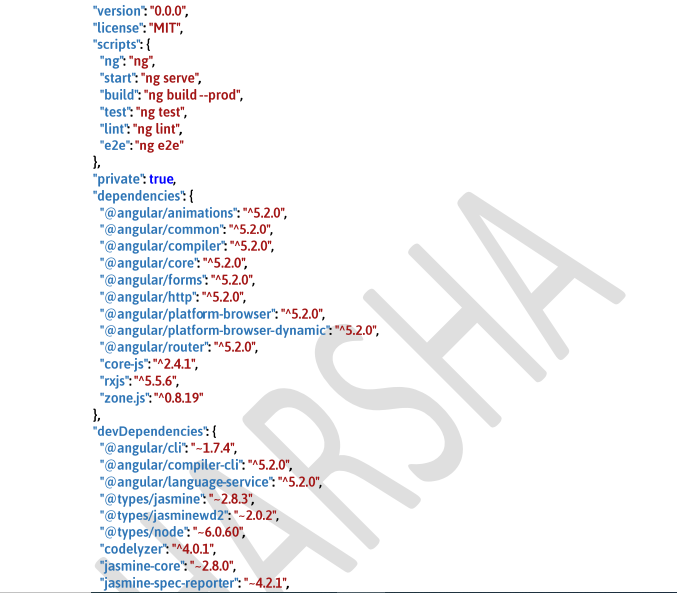 "version": "0.0.0",
"license": "MIT",
"scripts": {
"ng": "ng",
"start": "ng serve",
"build": "ng build --prod",
"test": "ng test",
"lint": "ng lint",
"e2e": "ng e2e"
},
"private": true,
"dependencies": {
"@angular/animations": "^5.2.0",
"@angular/common": "^5.2.0",
"@angular/compiler": "^5.2.0",
"@angular/core": "^5.2.0",
"@angular/forms": "^5.2.0",
"@angular/http": "^5.2.0",
"@angular/platform-browser": "^5.2.0",
"@angular/platform-browser-dynamic": "^5.2.0",
"@angular/router": "^5.2.0",
"core-js": "^2.4.1",
"rxjs": "^5.5.6",
"zone.js": "^0.8.19"
},
"devDependencies": {
"@angular/cli": "~1.7.4",
"@angular/compiler-cli": "^5.2.0",
"@angular/language-service": "^5.2.0",
"@types/jasmine": "~2.8.3",
"@types/jasminewd2": "~2.0.2",
"@types/node": "~6.0.60",
"codelyzer": "^4.0.1",
"jasmine-core": "~2.8.0",
"jasmine-spec-reporter": "~4.2.1",
HARSHA